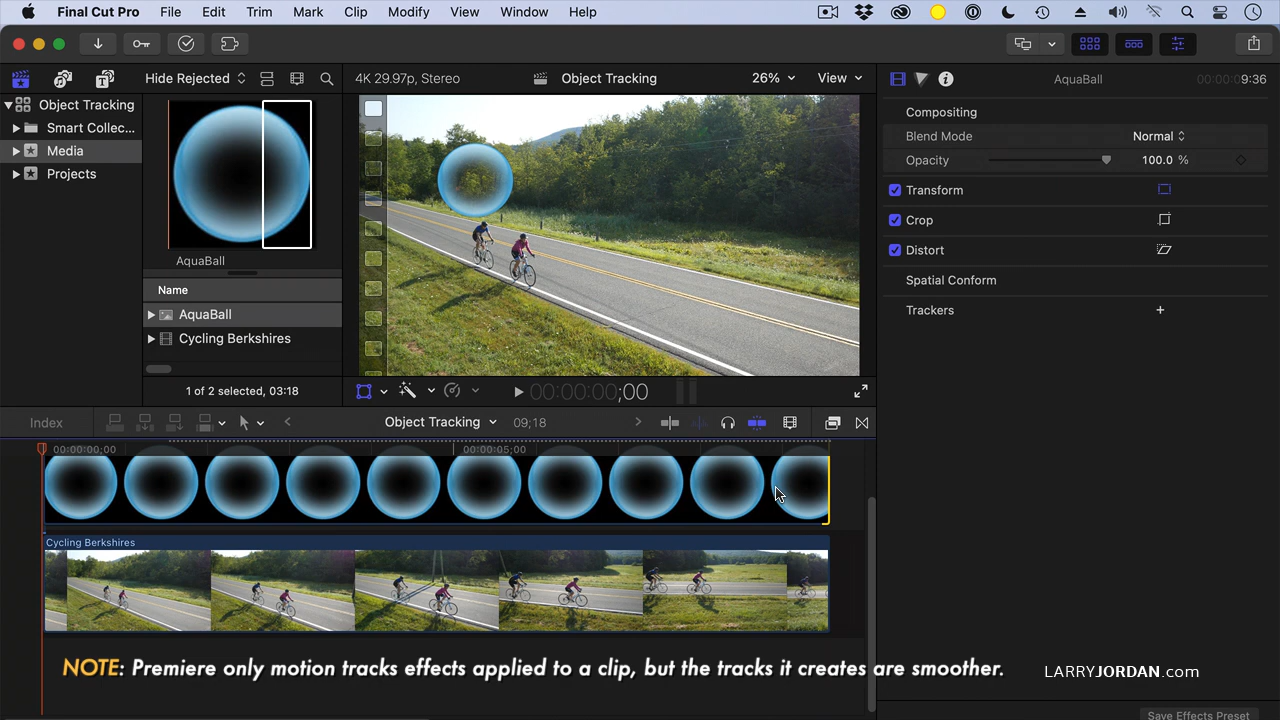 Final Cut Pro File Edit Trim Mark Clip Modify View Window Help
Hide Rejected 4K 29.97p, Stereo Object Tracking 26% View AquaBall 00:00:00:09:36
Object Tracking
Smart Collec...
Media
Projects
AquaBall
Name
AquaBall
Cycling Berkshires
1 of 2 selected, 03:18
00:00:00;00
Compositing
Blend Mode Normal
Opacity 100.0 %
Transform
Crop
Distort
Spatial Conform
Trackers +
Index Object Tracking 09;18
00:00:00;00 00:00:05;00
Cycling Berkshires
NOTE: Premiere only motion tracks effects applied to a clip, but the tracks it creates are smoother.
LARRYJORDAN.com
Save Effects Preset